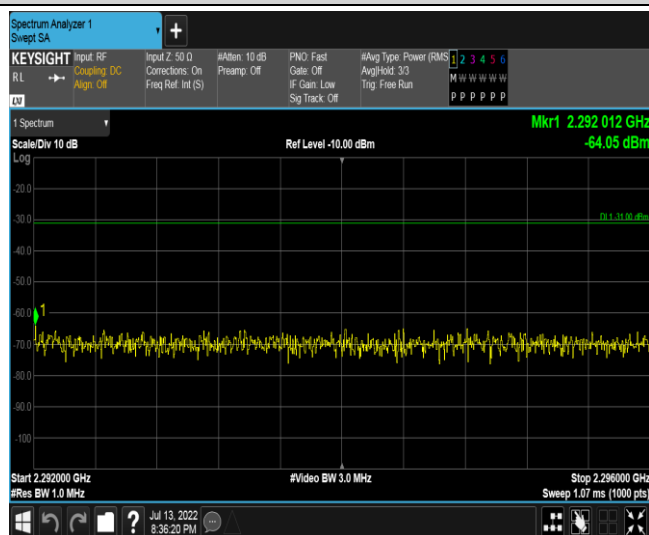 Spectrum Analyzer 1
Swept SA
+
KEYSIGHT Input: RF Input Z: 50 Ω #Atten: 10 dB PNO: Fast #Avg Type: Power (RMS 1 2 3 4 5 6
RL Coupling: DC Corrections: On Preamp: Off Gate: Off Avg|Hold: 3/3 M W W W W W
Align: Off Freq Ref: Int (S) IF Gain: Low Trig: Free Run
LXI Sig Track: Off P P P P P P
1 Spectrum Mkr1 2.292 012 GHz
Scale/Div 10 dB Ref Level -10.00 dBm -64.05 dBm
Log
-20.0
-30.0 DL1 -31.00 dBm
-40.0
-50.0
-60.0 1
-70.0
-80.0
-90.0
-100
Start 2.292000 GHz #Video BW 3.0 MHz Stop 2.296000 GHz
#Res BW 1.0 MHz Sweep 1.07 ms (1000 pts)
? Jul 13, 2022
8:36:20 PM